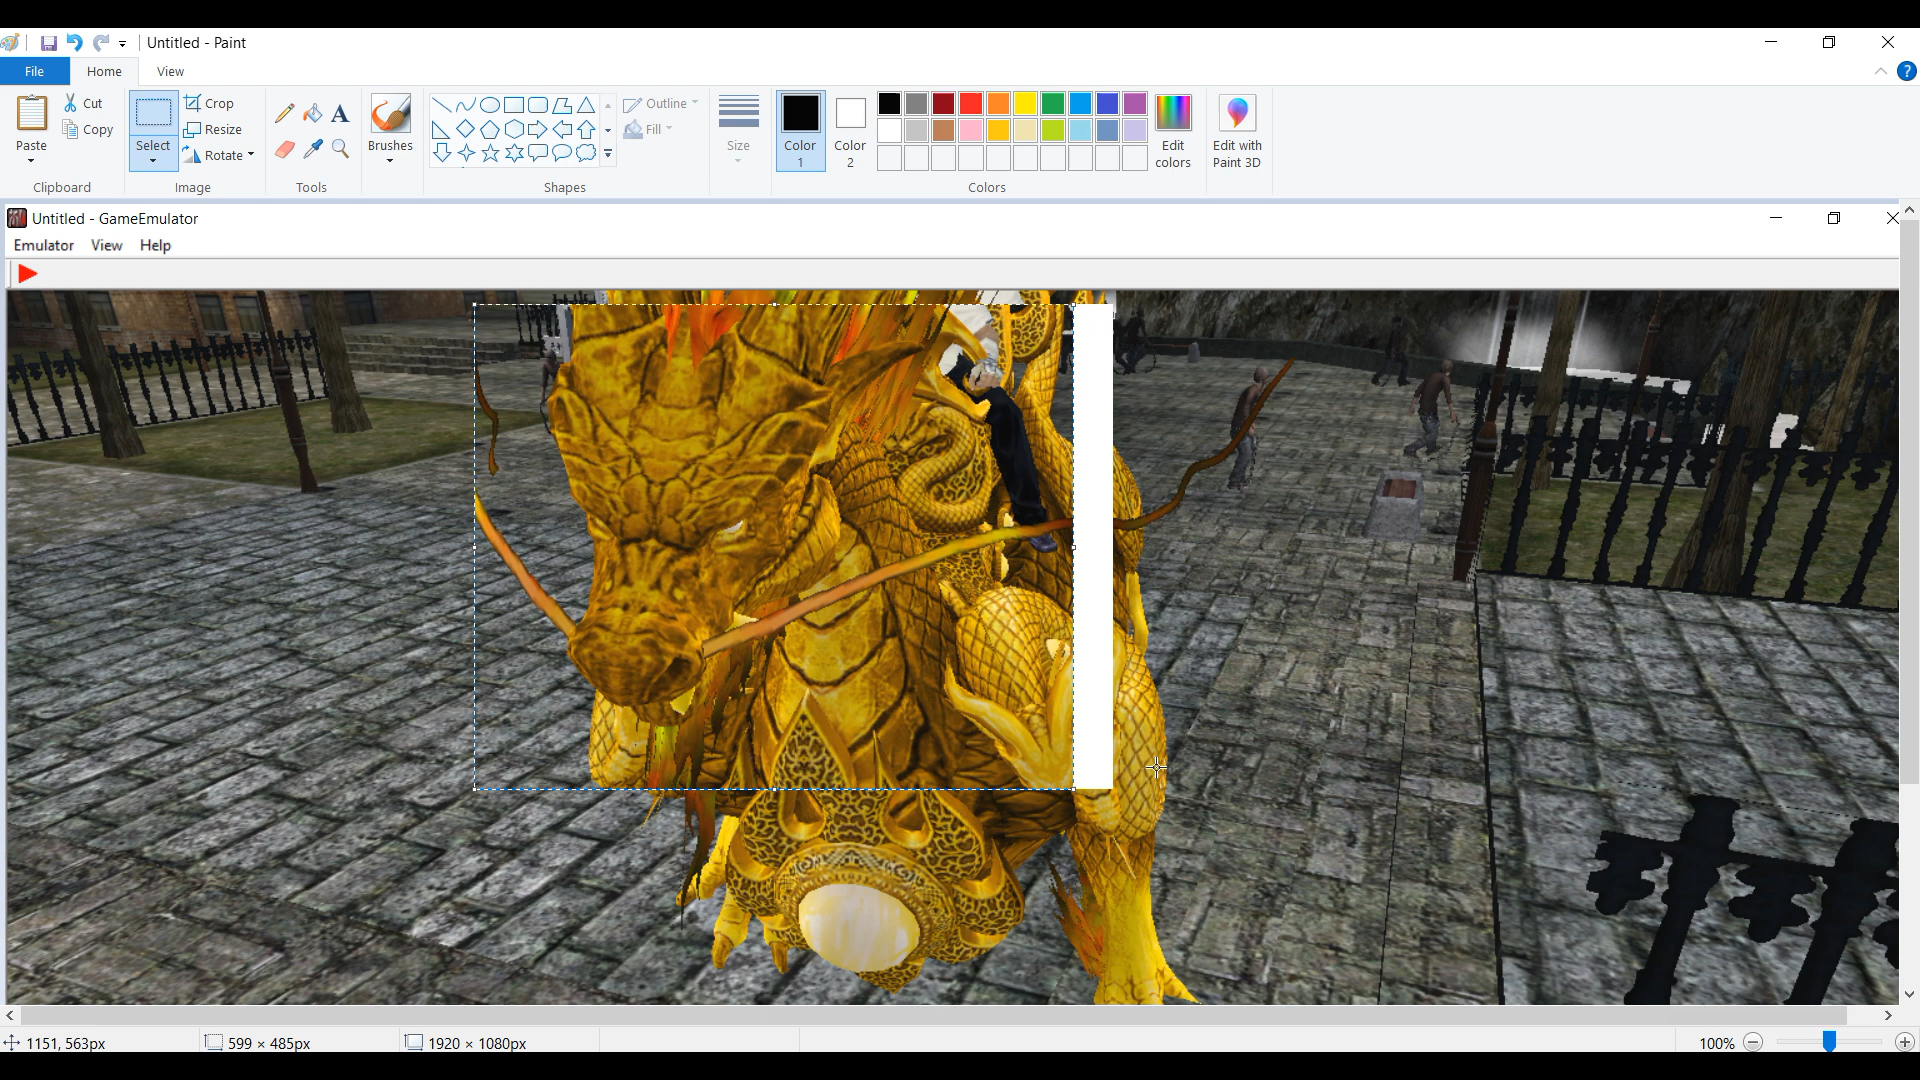 Untitled - Paint
File Home View
Paste Cut Copy Select Crop Resize Rotate A Brushes Outline Fill Size Color 1 Color 2 Edit colors Edit with Paint 3D ?
Clipboard Image Tools Shapes Colors
Untitled - GameEmulator
Emulator View Help
1151, 563px 599 × 485px 1920 × 1080px 100%